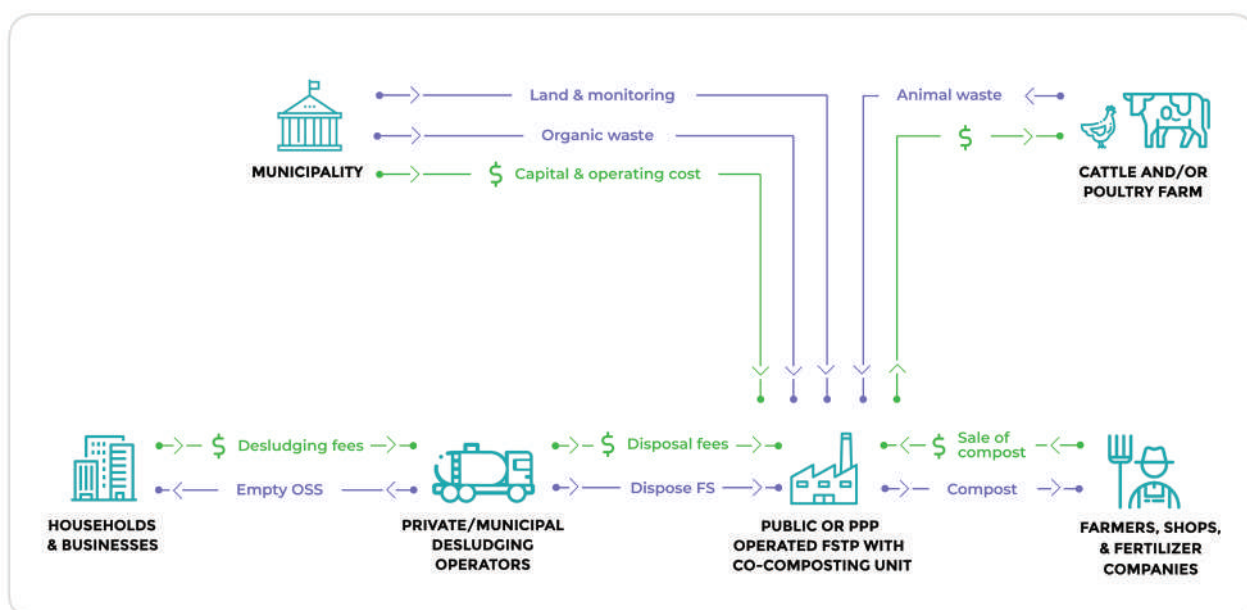 Land & monitoring
Animal waste
Organic waste
$
MUNICIPALITY
$ Capital & operating cost
CATTLE AND/OR
POULTRY FARM
$ Desludging fees
$ Disposal fees
$ Sale of
compost
Empty OSS
Dispose FS
Compost
HOUSEHOLDS
& BUSINESSES
PRIVATE/MUNICIPAL
DESLUDGING
OPERATORS
PUBLIC OR PPP
OPERATED FSTP WITH
CO-COMPOSTING UNIT
FARMERS, SHOPS,
& FERTILIZER
COMPANIES